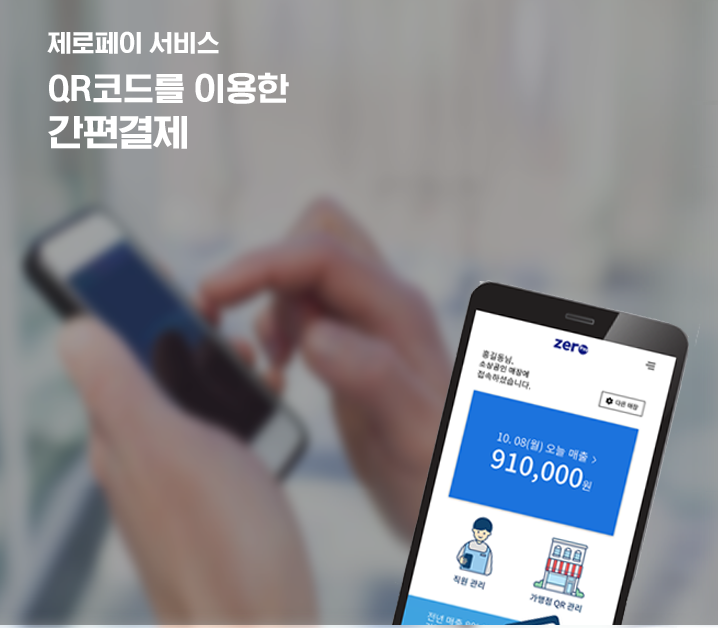 제로페이 서비스
QR코드를 이용한
간편결제
zero
홍길동님,
소상공인 매장에
접속하셨습니다.
다른 매장
10. 08(월) 오늘 매출 >
910,000원
직원 관리
가맹점 QR 관리
전년 매출